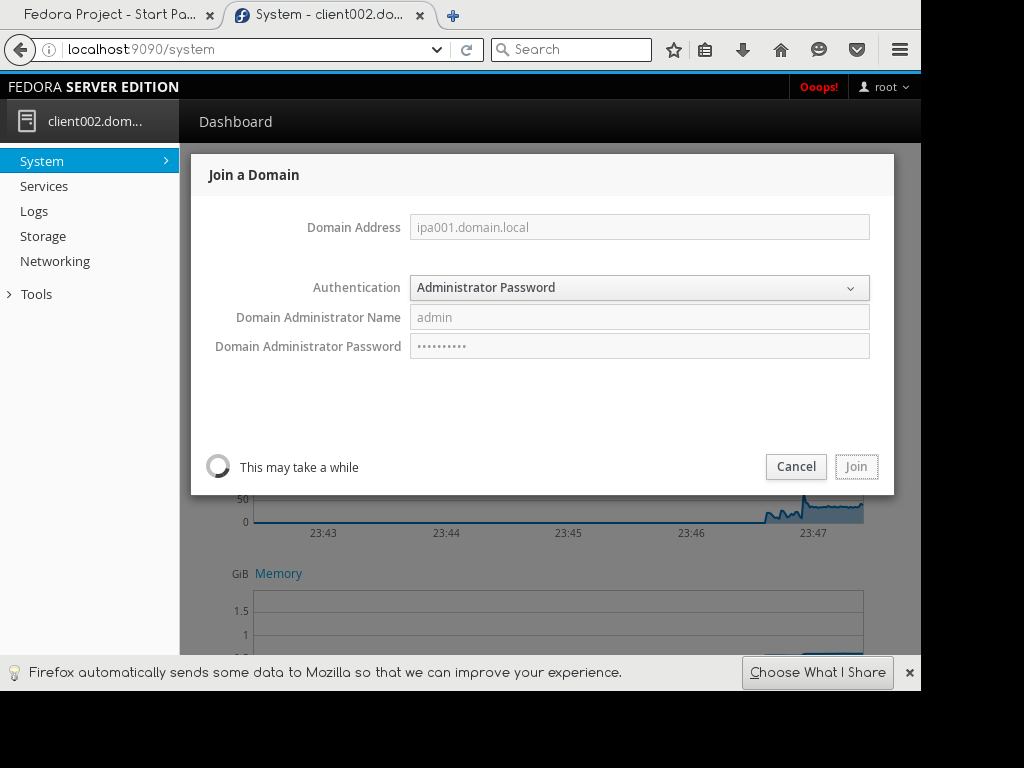 Fedora Project - Start Pa...
System - client002.do...
localhost:9090/system
Search
FEDORA SERVER EDITION
Ooops!
root
client002.dom...
Dashboard
System
Services
Logs
Storage
Networking
Tools
Join a Domain
Domain Address
ipa001.domain.local
Authentication
Administrator Password
Domain Administrator Name
admin
Domain Administrator Password
••••••••••
This may take a while
Cancel
Join
50
0
23:43
23:44
23:45
23:46
23:47
GiB Memory
1.5
1
Firefox automatically sends some data to Mozilla so that we can improve your experience.
Choose What I Share